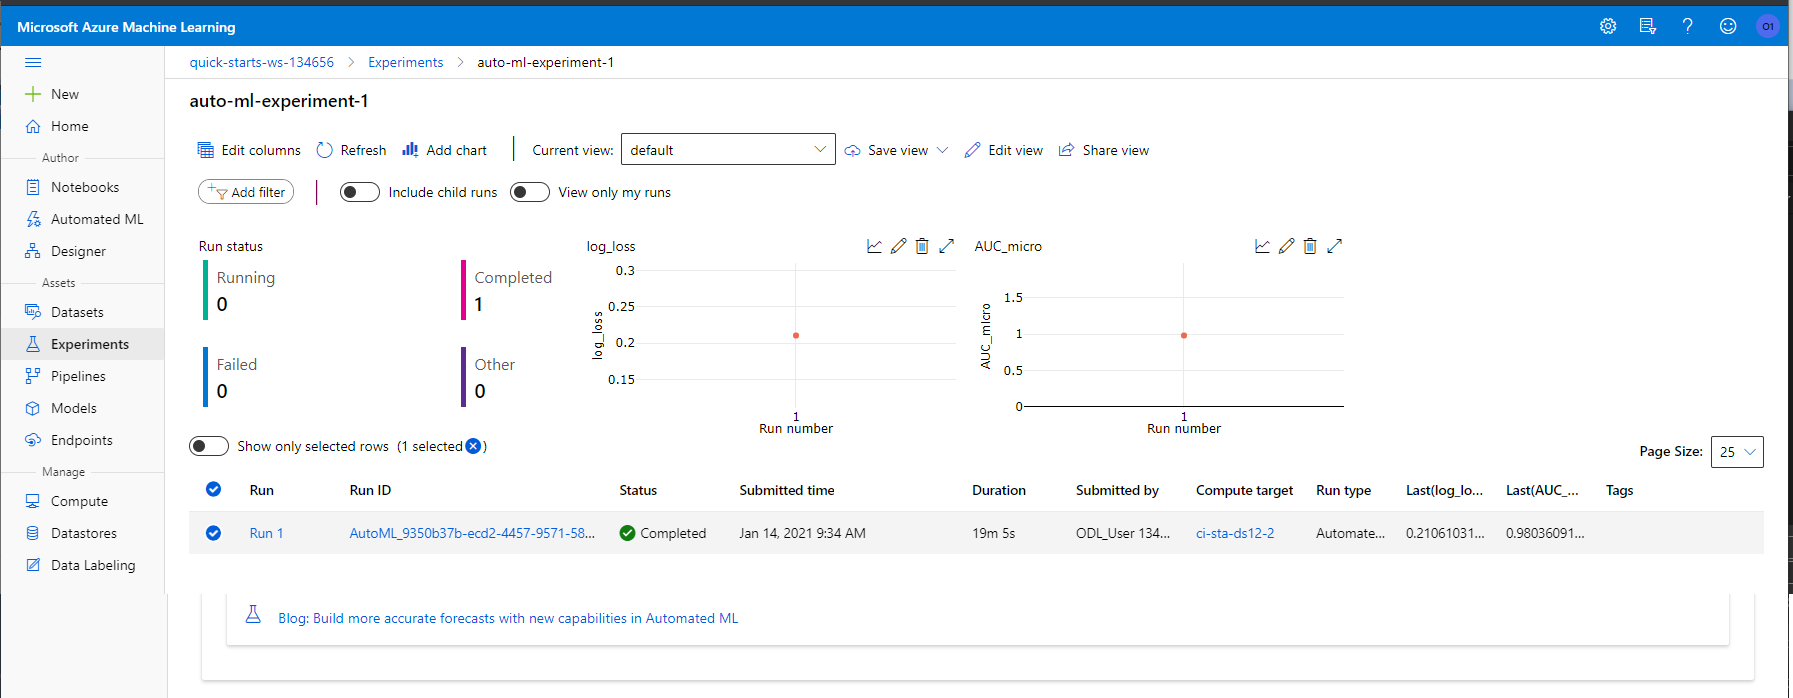 Microsoft Azure Machine Learning
O1
quick-starts-ws-134656 > Experiments > auto-ml-experiment-1
New
Home
Author
Notebooks
Automated ML
Designer
Assets
Datasets
Experiments
Pipelines
Models
Endpoints
Manage
Compute
Datastores
Data Labeling
auto-ml-experiment-1
Edit columns Refresh Add chart Current view: default Save view Edit view Share view
Add filter Include child runs View only my runs
Run status
Running
0
Completed
1
Failed
0
Other
0
log_loss
0.3
0.25
0.2
0.15
log_loss
1
Run number
AUC_micro
1.5
1
0.5
0
AUC_micro
1
Run number
Show only selected rows (1 selected )
Page Size: 25
Run Run ID Status Submitted time Duration Submitted by Compute target Run type Last(log_lo... Last(AUC_... Tags
Run 1 AutoML_9350b37b-ecd2-4457-9571-58... Completed Jan 14, 2021 9:34 AM 19m 5s ODL_User 134... ci-sta-ds12-2 Automate... 0.21061031... 0.98036091...
Blog: Build more accurate forecasts with new capabilities in Automated ML